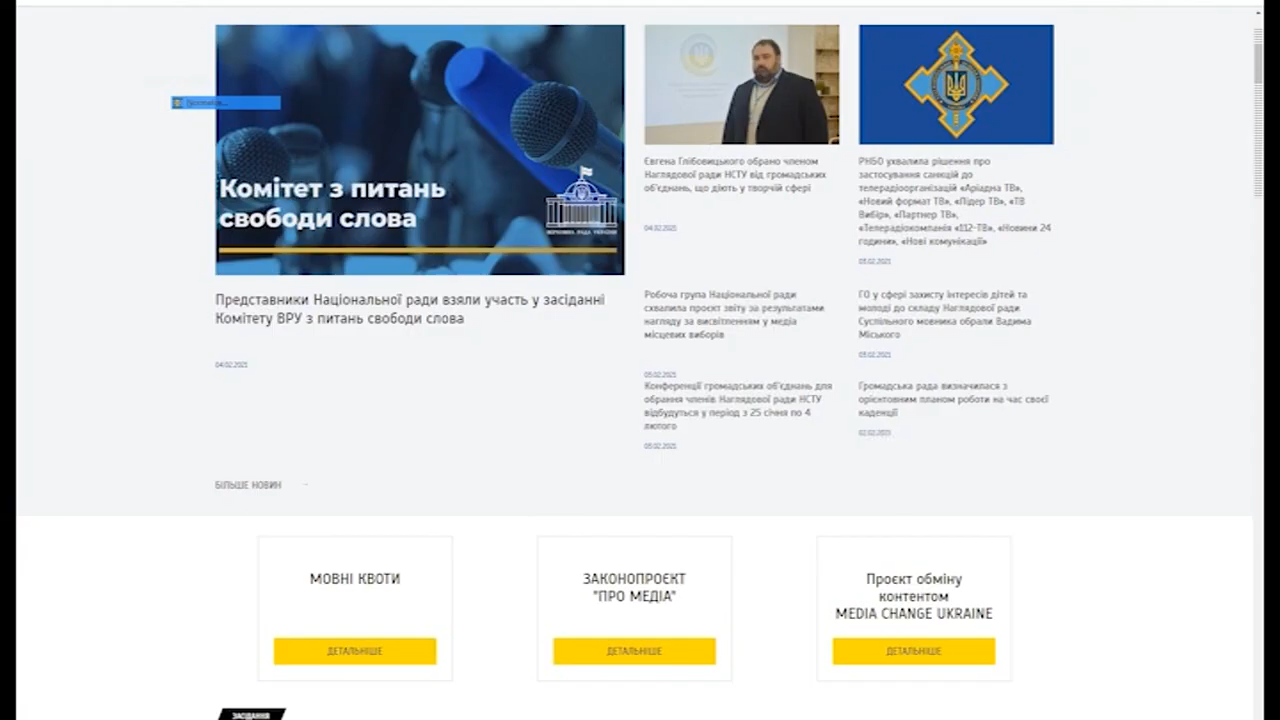 Комітет з питань
свободи слова
ВЕРХОВНА РАДА УКРАЇНИ
Представники Національної ради взяли участь у засіданні
Комітету ВРУ з питань свободи слова
04.02.2021
Євгена Глібовицького обрано членом
Наглядової ради НСТУ від громадських
об'єднань, що діють у творчій сфері
04.02.2021
РНБО ухвалила рішення про
застосування санкцій до
телерадіоорганізацій «Аріадна ТВ»,
«Новий формат ТВ», «Лідер ТВ», «ТВ
Вибір», «Партнер ТВ»,
«Телерадіокомпанія «112-ТВ», «Новини 24
години», «Нові комунікації»
03.02.2021
Робоча група Національної ради
схвалила проєкт звіту за результатами
нагляду за висвітленням у медіа
місцевих виборів
03.02.2021
ГО у сфері захисту інтересів дітей та
молоді до складу Наглядової ради
Суспільного мовника обрали Вадима
Міського
03.02.2021
Конференції громадських об'єднань для
обрання членів Наглядової ради НСТУ
відбудуться у період з 25 січня по 4
лютого
Громадська рада визначилася з
орієнтовним планом роботи на час своєї
каденції
02.02.2021
БІЛЬШЕ НОВИН
МОВНІ КВОТИ
ДЕТАЛЬНІШЕ
ЗАКОНОПРОЄКТ
"ПРО МЕДІА"
ДЕТАЛЬНІШЕ
Проєкт обміну
контентом
MEDIA CHANGE UKRAINE
ДЕТАЛЬНІШЕ
ЗАСІДАННЯ